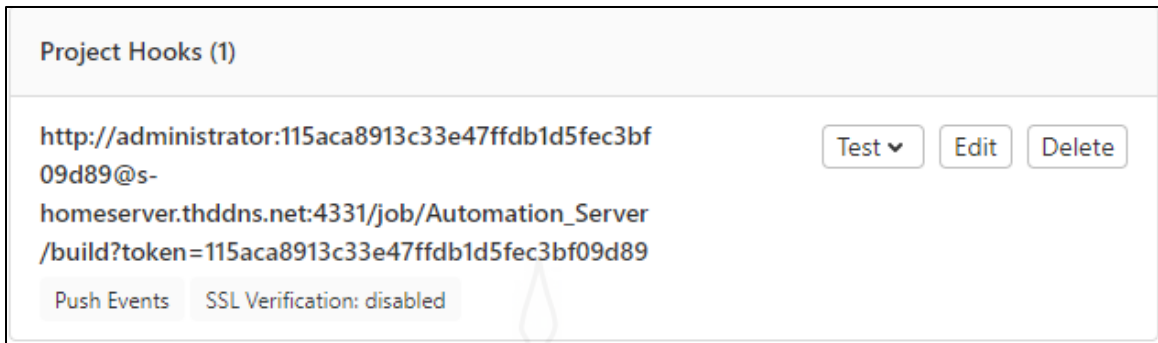 Project Hooks (1)
http://administrator:115aca8913c33e47ffdb1d5fec3bf
09d89@s-
homeserver.thddns.net:4331/job/Automation_Server
/build?token=115aca8913c33e47ffdb1d5fec3bf09d89
Test Edit Delete
Push Events SSL Verification: disabled